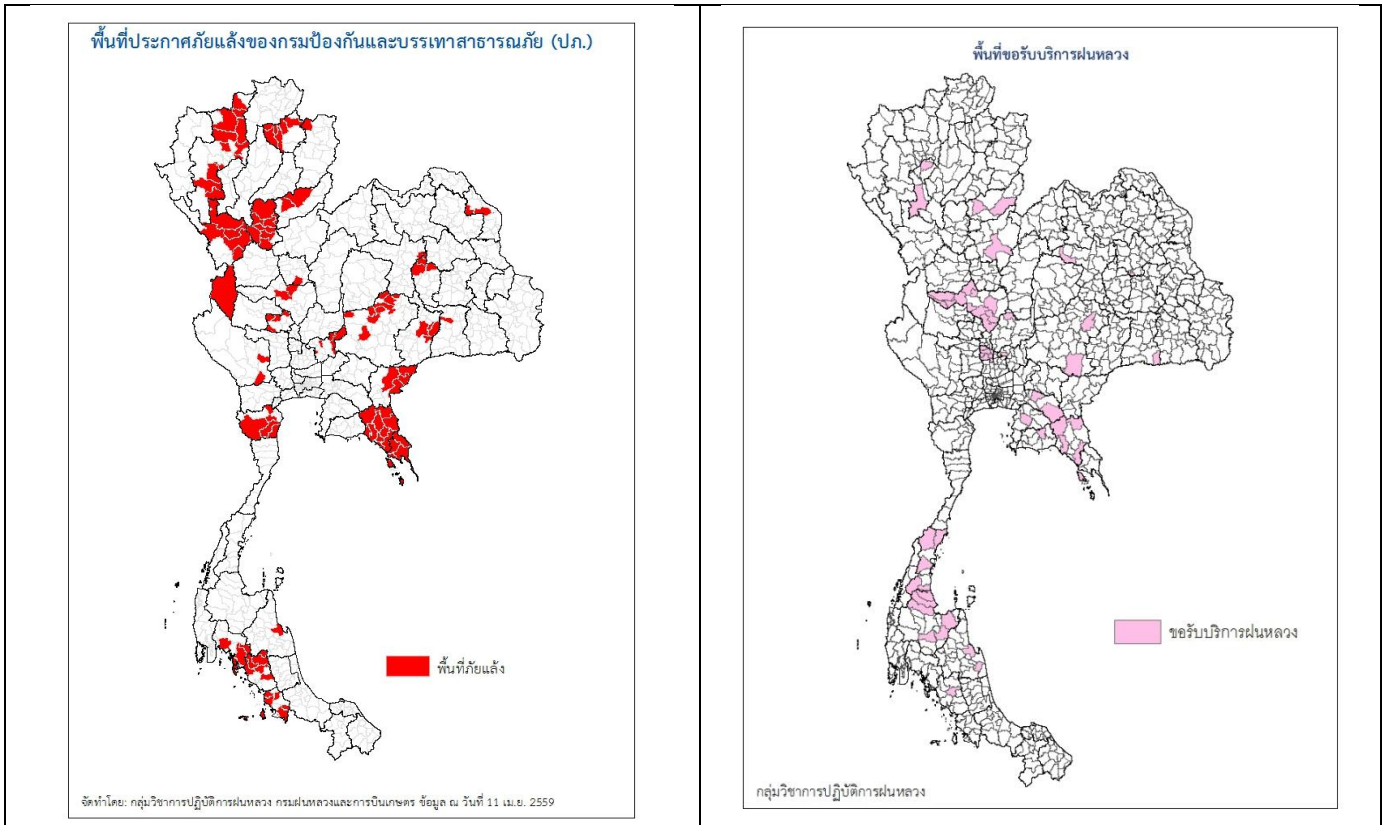 พื้นที่ประกาศภัยแล้งของกรมป้องกันและบรรเทาสาธารณภัย (ปภ.)
พื้นที่ภัยแล้ง
จัดทำโดย: กลุ่มวิชาการปฏิบัติการฝนหลวง กรมฝนหลวงและการบินเกษตร ข้อมูล ณ วันที่ 11 เม.ย. 2559
พื้นที่ขอรับบริการฝนหลวง
ขอรับบริการฝนหลวง
กลุ่มวิชาการปฏิบัติการฝนหลวง